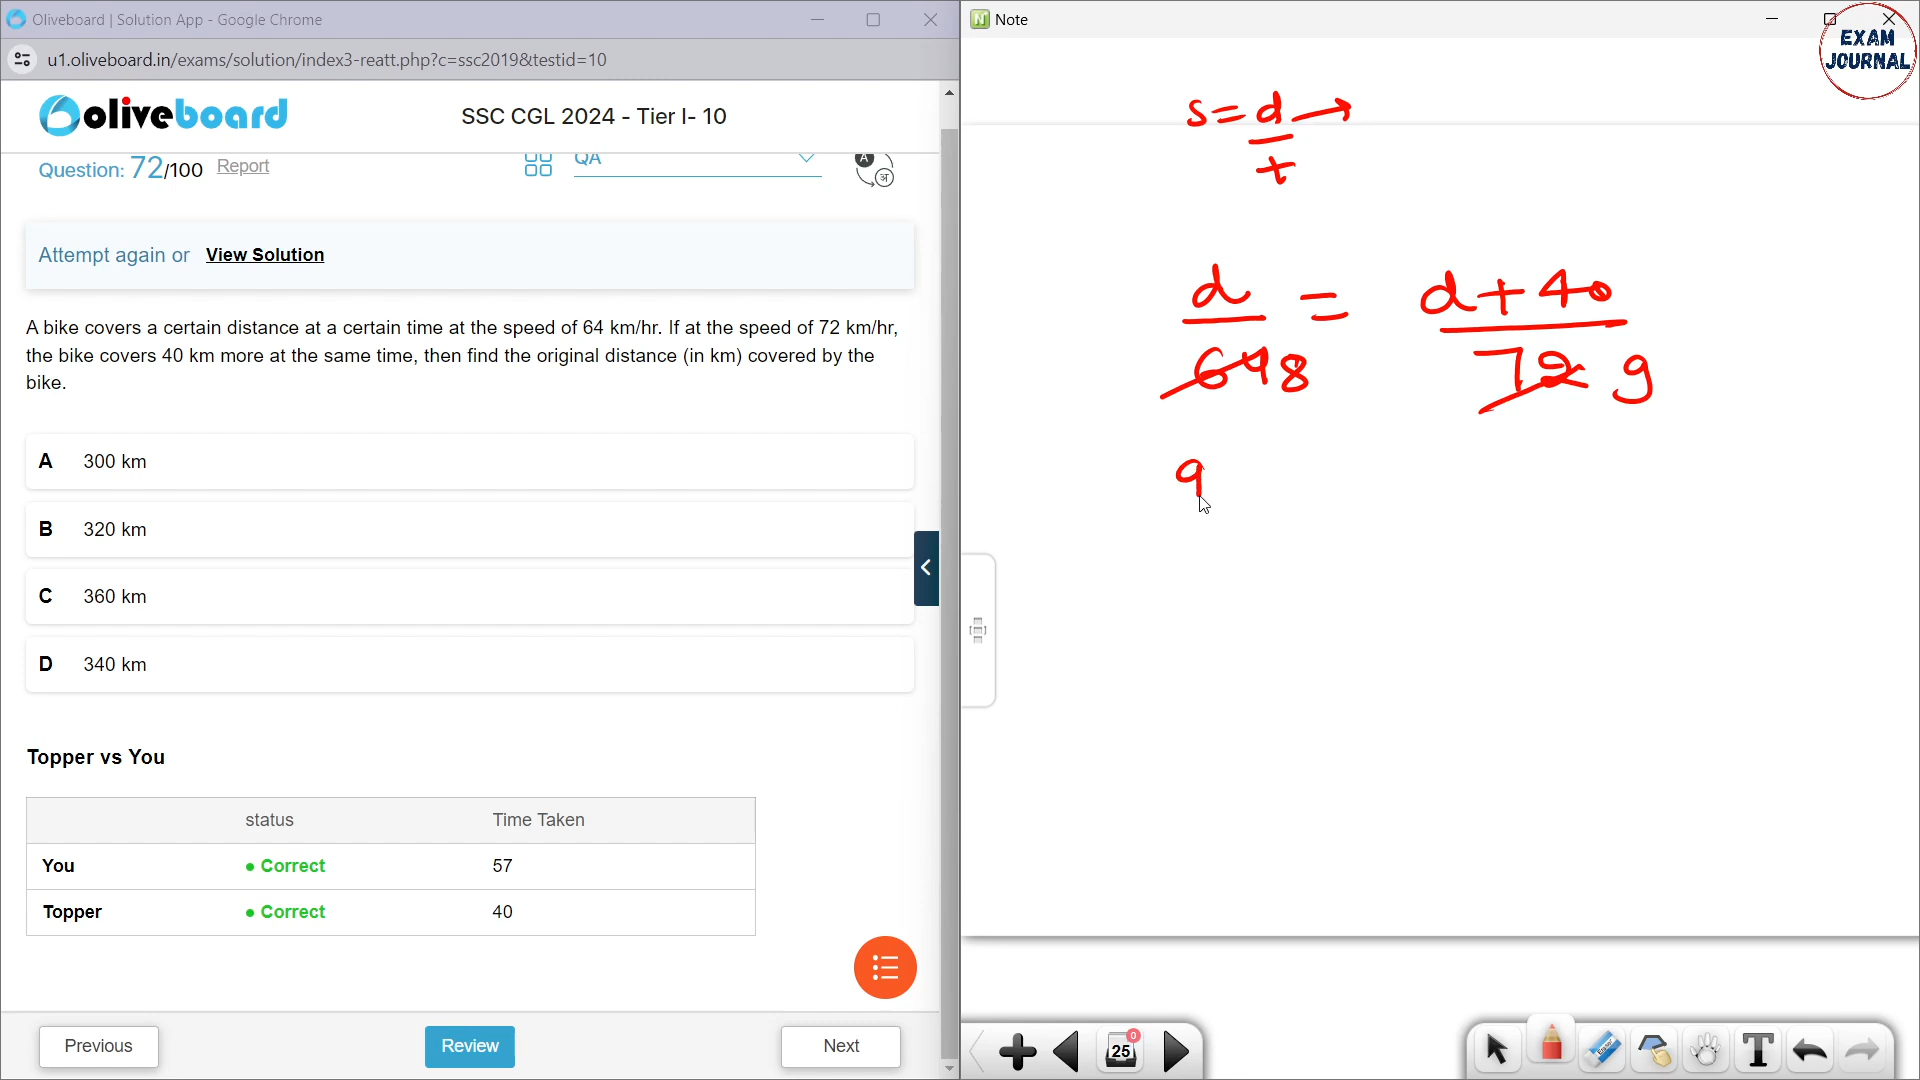 Oliveboard | Solution App - Google Chrome
u1.oliveboard.in/exams/solution/index3-reatt.php?c=ssc2019&testid=10
oliveboard
SSC CGL 2024 - Tier I- 10
Question: 72/100 Report
QA
A
अ
Attempt again or View Solution
A bike covers a certain distance at a certain time at the speed of 64 km/hr. If at the speed of 72 km/hr,
the bike covers 40 km more at the same time, then find the original distance (in km) covered by the
bike.
A 300 km
B 320 km
C 360 km
D 340 km
Topper vs You
status Time Taken
You • Correct 57
Topper • Correct 40
Previous
Review
Next
N Note
EXAM
JOURNAL
s = d
t
d = d + 40
64 8 72 9
9
25
0
Eraser
T